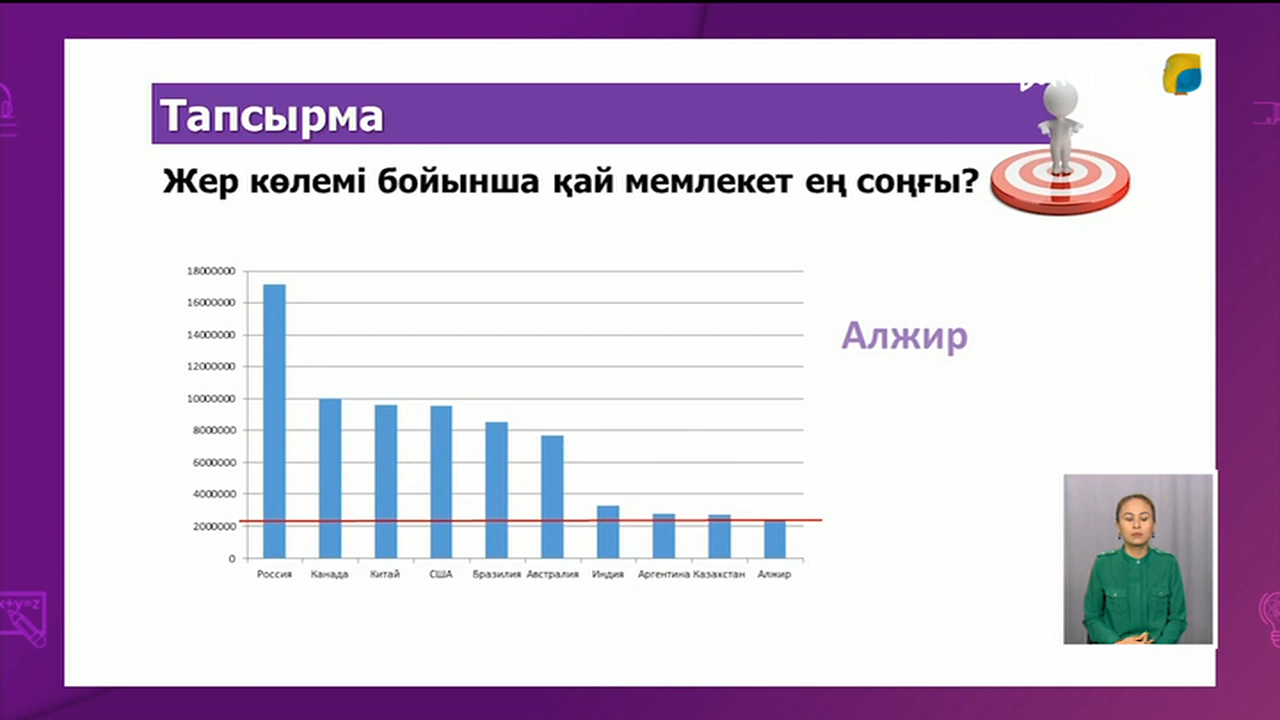 Тапсырма
Жер көлемі бойынша қай мемлекет ең соңғы?
18000000
16000000
14000000
12000000
10000000
8000000
6000000
4000000
2000000
0
Россия Канада Китай США Бразилия Австралия Индия Аргентина Казахстан Алжир
Алжир
x+y=z